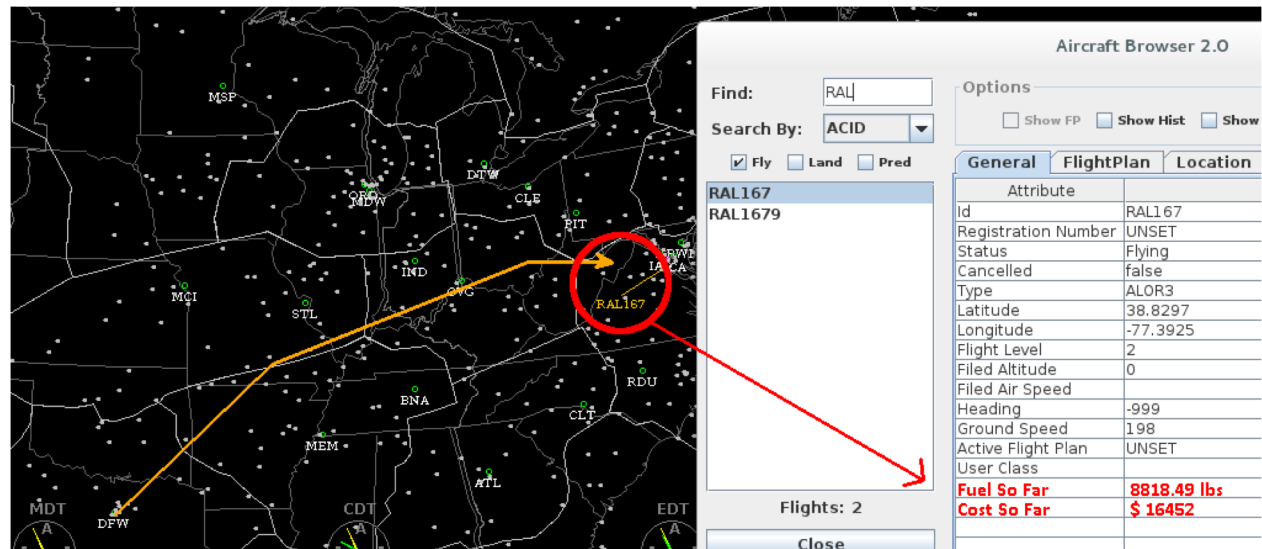 Aircraft Browser 2.0
Find: RAL
Options
Search By: ACID
Show FP Show Hist Show
Fly Land Pred
General FlightPlan Location
RAL167
RAL1679
Attribute
Id RAL167
Registration Number UNSET
Status Flying
Cancelled false
Type ALOR3
Latitude 38.8297
Longitude -77.3925
Flight Level 2
Filed Altitude 0
Filed Air Speed
Heading -999
Ground Speed 198
Active Flight Plan UNSET
User Class
Fuel So Far 8818.49 lbs
Cost So Far $ 16452
Flights: 2
Close
MSP
DTW
ORD
MDW
CLE
PIT
BWI
IA CA
IND
MCI
CVG
STL
RAL167
RDU
BNA
CLT
MEM
ATL
DFW
MDT
A
CDT
A
EDT
A